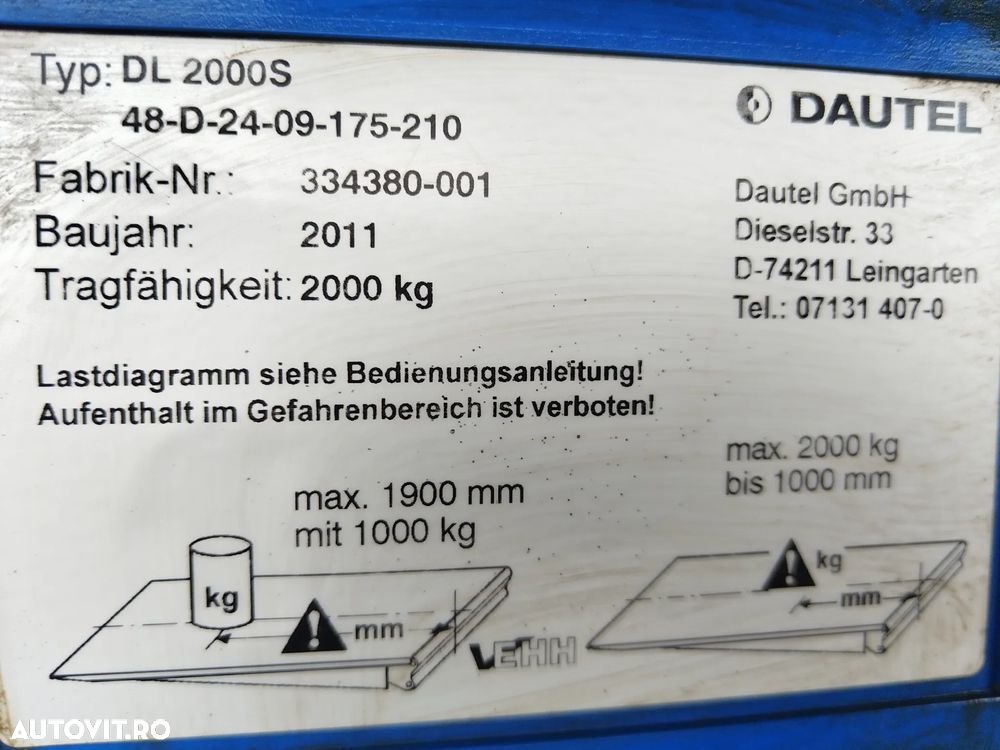 Typ: DL 2000S
48-D-24-09-175-210
Fabrik-Nr.: 334380-001
Baujahr: 2011
Tragfähigkeit: 2000 kg
DAUTEL
Dautel GmbH
Dieselstr. 33
D-74211 Leingarten
Tel.: 07131 407-0
Lastdiagramm siehe Bedienungsanleitung!
Aufenthalt im Gefahrenbereich ist verboten!
max. 1900 mm
mit 1000 kg
kg
! mm
max. 2000 kg
bis 1000 mm
! kg
mm
VEHH
AUTOVIT.RO